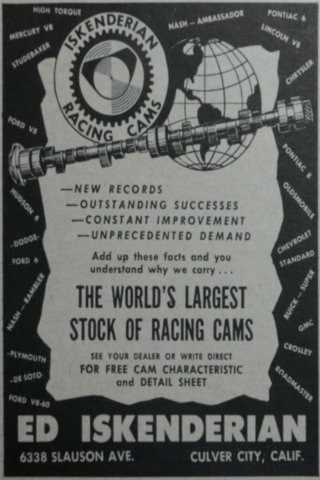 HIGH TORQUE
MERCURY V8
STUDEBAKER
FORD V8
HUDSON 6
-DODGE-
FORD 6
NASH - RAMBLER
-PLYMOUTH
-DE SOTO-
FORD V8-60
NASH - AMBASSADOR
PONTIAC 6
LINCOLN V8
CHRYSLER
PONTIAC 8
OLDSMOBILE
CHEVROLET
STANDARD
BUICK - SUPER
GMC
CROSLEY
ROADMASTER
ISKENDERIAN
RACING CAMS
—NEW RECORDS
—OUTSTANDING SUCCESSES
—CONSTANT IMPROVEMENT
—UNPRECEDENTED DEMAND
Add up these facts and you
understand why we carry . . .
THE WORLD'S LARGEST
STOCK OF RACING CAMS
SEE YOUR DEALER OR WRITE DIRECT
FOR FREE CAM CHARACTERISTIC
and DETAIL SHEET
ED ISKENDERIAN
6338 SLAUSON AVE. CULVER CITY, CALIF.